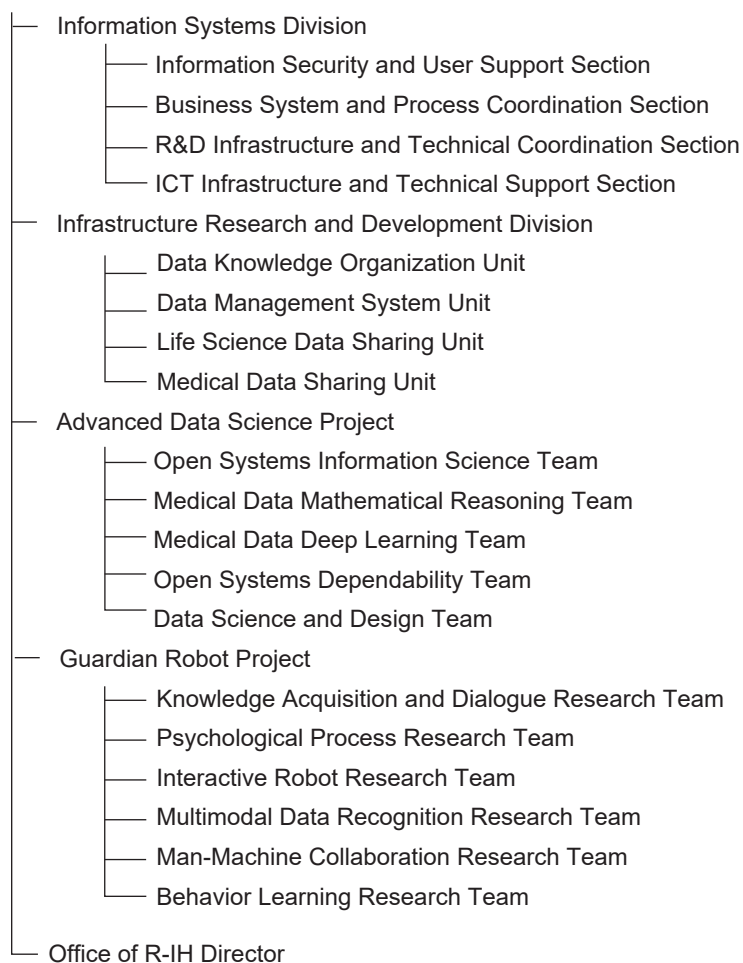 Information Systems Division
Information Security and User Support Section
Business System and Process Coordination Section
R&D Infrastructure and Technical Coordination Section
ICT Infrastructure and Technical Support Section
Infrastructure Research and Development Division
Data Knowledge Organization Unit
Data Management System Unit
Life Science Data Sharing Unit
Medical Data Sharing Unit
Advanced Data Science Project
Open Systems Information Science Team
Medical Data Mathematical Reasoning Team
Medical Data Deep Learning Team
Open Systems Dependability Team
Data Science and Design Team
Guardian Robot Project
Knowledge Acquisition and Dialogue Research Team
Psychological Process Research Team
Interactive Robot Research Team
Multimodal Data Recognition Research Team
Man-Machine Collaboration Research Team
Behavior Learning Research Team
Office of R-IH Director